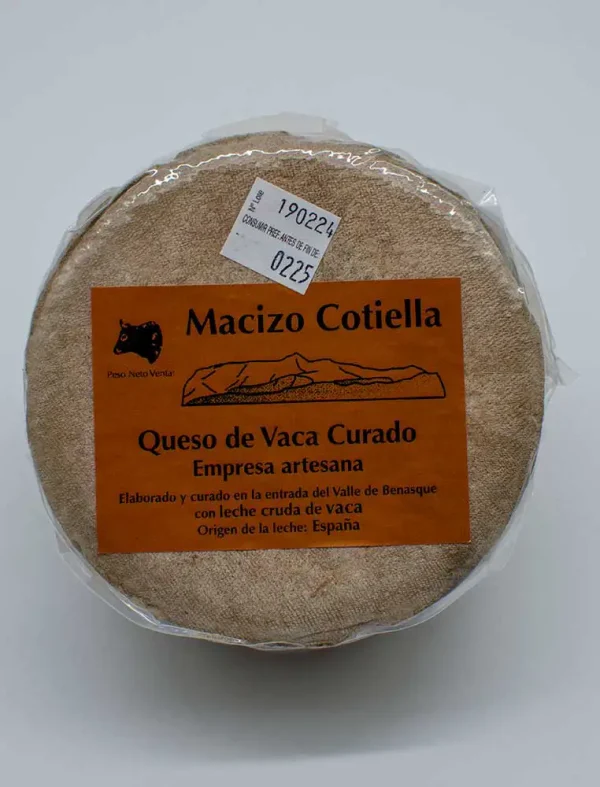 Nº Lote 190224
CONSUMIR PREF. ANTES DE FIN DE:
0225
Macizo Cotiella
Peso Neto Venta
Queso de Vaca Curado
Empresa artesana
Elaborado y curado en la entrada del Valle de Benasque
con leche cruda de vaca
Origen de la leche: España